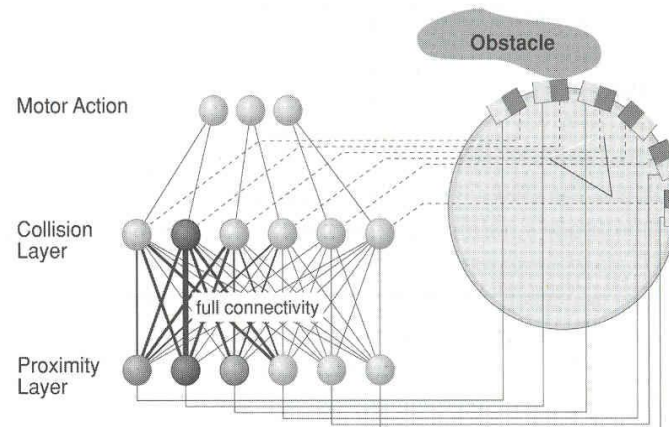 Obstacle
Motor Action
Collision
Layer
full connectivity
Proximity
Layer